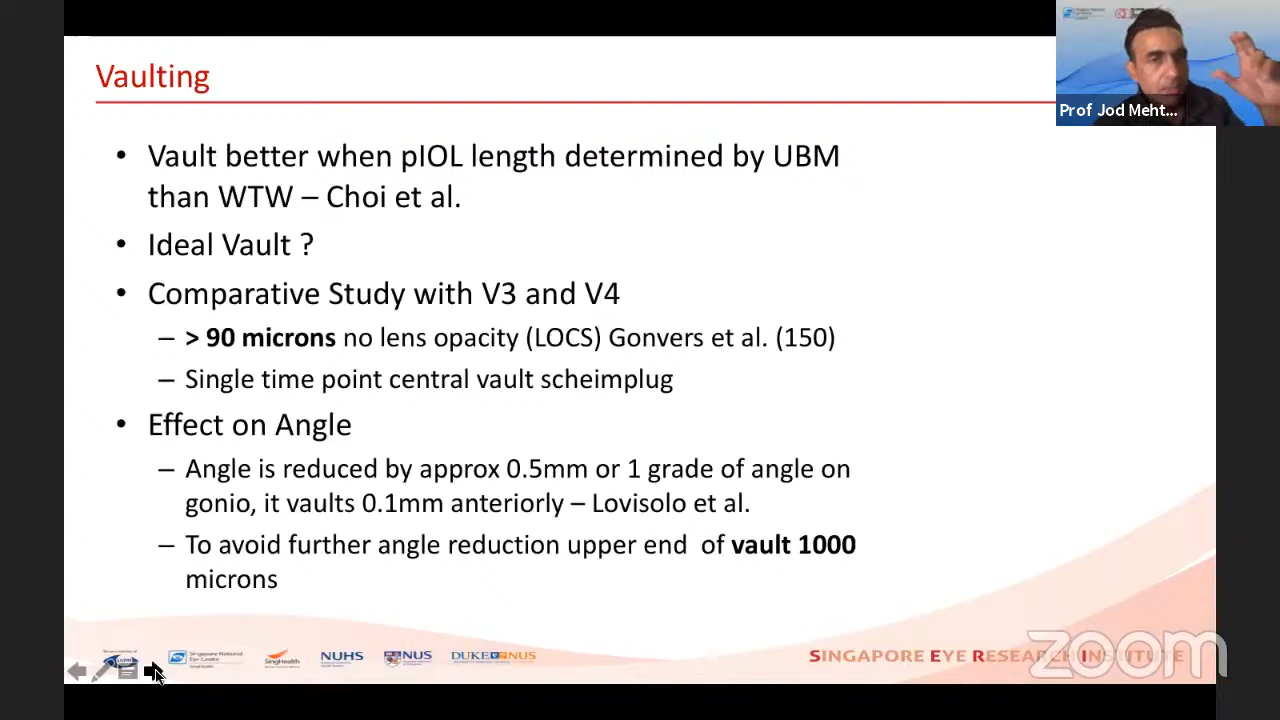 Vaulting
Prof Jod Meht...
• Vault better when pIOL length determined by UBM
than WTW – Choi et al.
• Ideal Vault ?
• Comparative Study with V3 and V4
– > 90 microns no lens opacity (LOCS) Gonvers et al. (150)
– Single time point central vault scheimplug
• Effect on Angle
– Angle is reduced by approx 0.5mm or 1 grade of angle on
gonio, it vaults 0.1mm anteriorly – Lovisolo et al.
– To avoid further angle reduction upper end of vault 1000
microns
Singapore National
Eye Centre
SingHealth
SingHealth
NUHS
NUS
DUKE NUS
SINGAPORE EYE RESEARCH INSTITUTE
zoom